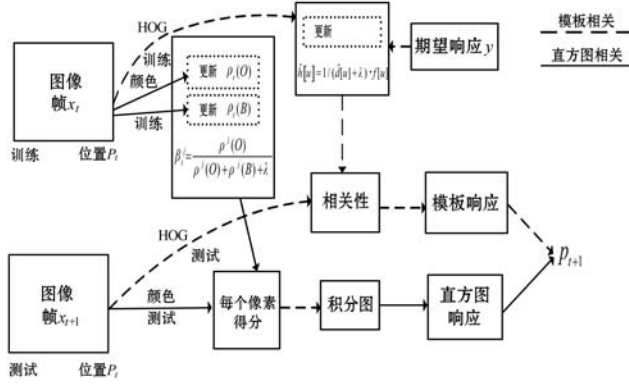 HOG
训练
更新
期望响应y
模板相关
直方图相关
图像
帧x_t
颜色
训练
更新 ρ_t(O)
更新 ρ_t(B)
ĥ[u]=1/(d̂[u]+λ)·f[u]
β_t^j=ρ^j(O)/(ρ^j(O)+ρ^j(B)+λ)
训练
位置P_t
相关性
模板响应
HOG
测试
p_{t+1}
图像
帧x_{t+1}
颜色
测试
每个像素
得分
积分图
直方图
响应
测试
位置P_t